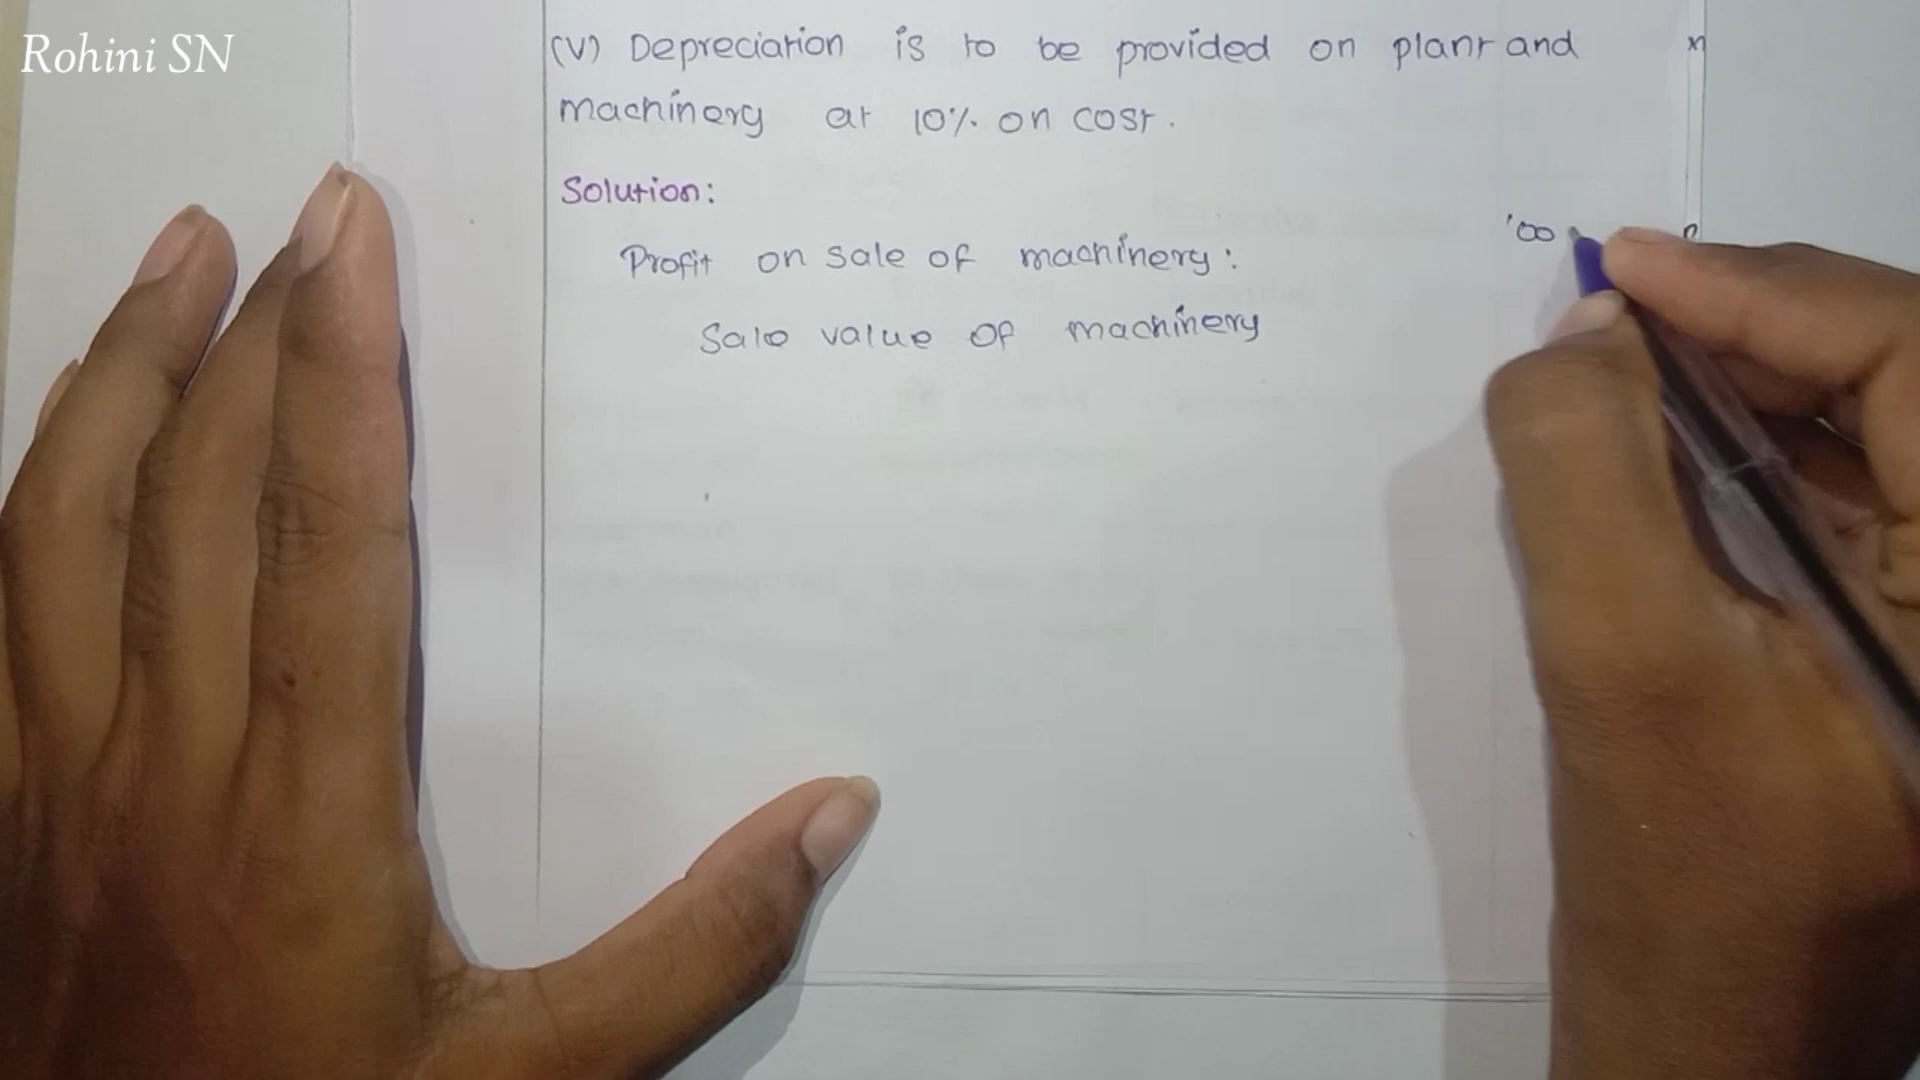 Rohini SN
(V) Depreciation is to be provided on plant and
machinery at 10% on cost.
Solution:
'00
Profit on sale of machinery:
Sale value of machinery